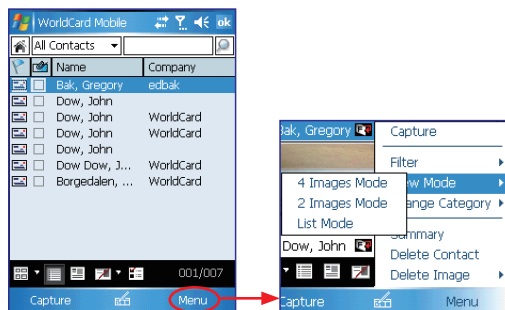 WorldCard Mobile ok
All Contacts
Name Company
Bak, Gregory edbak
Dow, John
Dow, John WorldCard
Dow, John WorldCard
Dow, John
Dow Dow, J... WorldCard
Borgedalen, ... WorldCard
001/007
Capture Menu
Bak, Gregory
Capture
Filter
View Mode
Change Category
Summary
Delete Contact
Delete Image
4 Images Mode
2 Images Mode
List Mode
Dow, John
Capture Menu